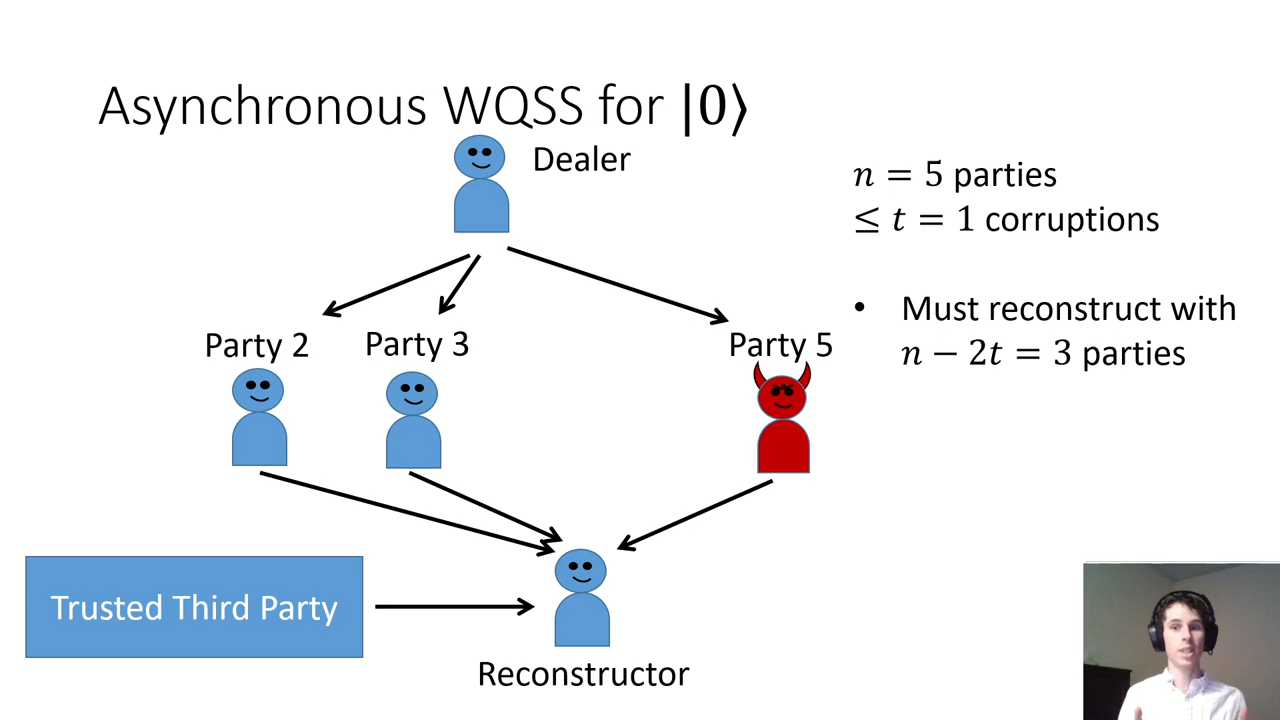 Asynchronous WQSS for |0⟩
Dealer
n = 5 parties
≤ t = 1 corruptions
• Must reconstruct with
n − 2t = 3 parties
Party 2
Party 3
Party 5
Trusted Third Party
Reconstructor